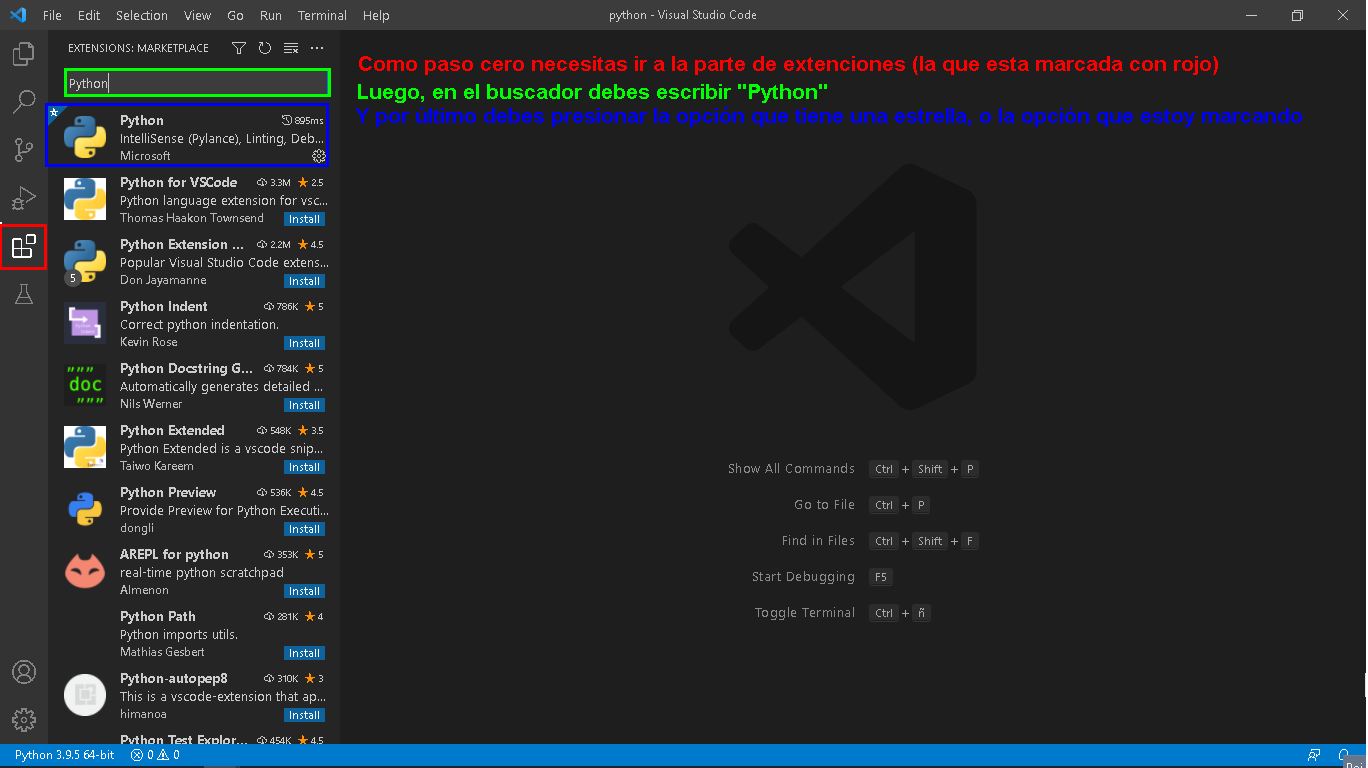 File Edit Selection View Go Run Terminal Help
python - Visual Studio Code
EXTENSIONS: MARKETPLACE
Python
Como paso cero necesitas ir a la parte de extenciones (la que esta marcada con rojo)
Luego, en el buscador debes escribir "Python"
Y por último debes presionar la opción que tiene una estrella, o la opción que estoy marcando
Python 895ms
IntelliSense (Pylance), Linting, Deb...
Microsoft
Python for VSCode 3.3M 2.5
Python language extension for vsc...
Thomas Haakon Townsend Install
Python Extension ... 2.2M 4.5
Popular Visual Studio Code extens...
5
Don Jayamanne Install
Python Indent 786K 5
Correct python indentation.
Kevin Rose Install
""" doc """
Python Docstring G... 784K 5
Automatically generates detailed ...
Nils Werner Install
Python Extended 548K 3.5
Python Extended is a vscode snip...
Taiwo Kareem Install
Python Preview 536K 4.5
Provide Preview for Python Executi...
dongli Install
AREPL for python 353K 5
real-time python scratchpad
Almenon Install
Python Path 281K 4
Python imports utils.
Mathias Gesbert Install
Python-autopep8 310K 3
This is a vscode-extension that ap...
himanoa Install
Python Test Explor... 454K 4.5
Show All Commands Ctrl + Shift + P
Go to File Ctrl + P
Find in Files Ctrl + Shift + F
Start Debugging F5
Toggle Terminal Ctrl + ñ
Python 3.9.5 64-bit 0 0